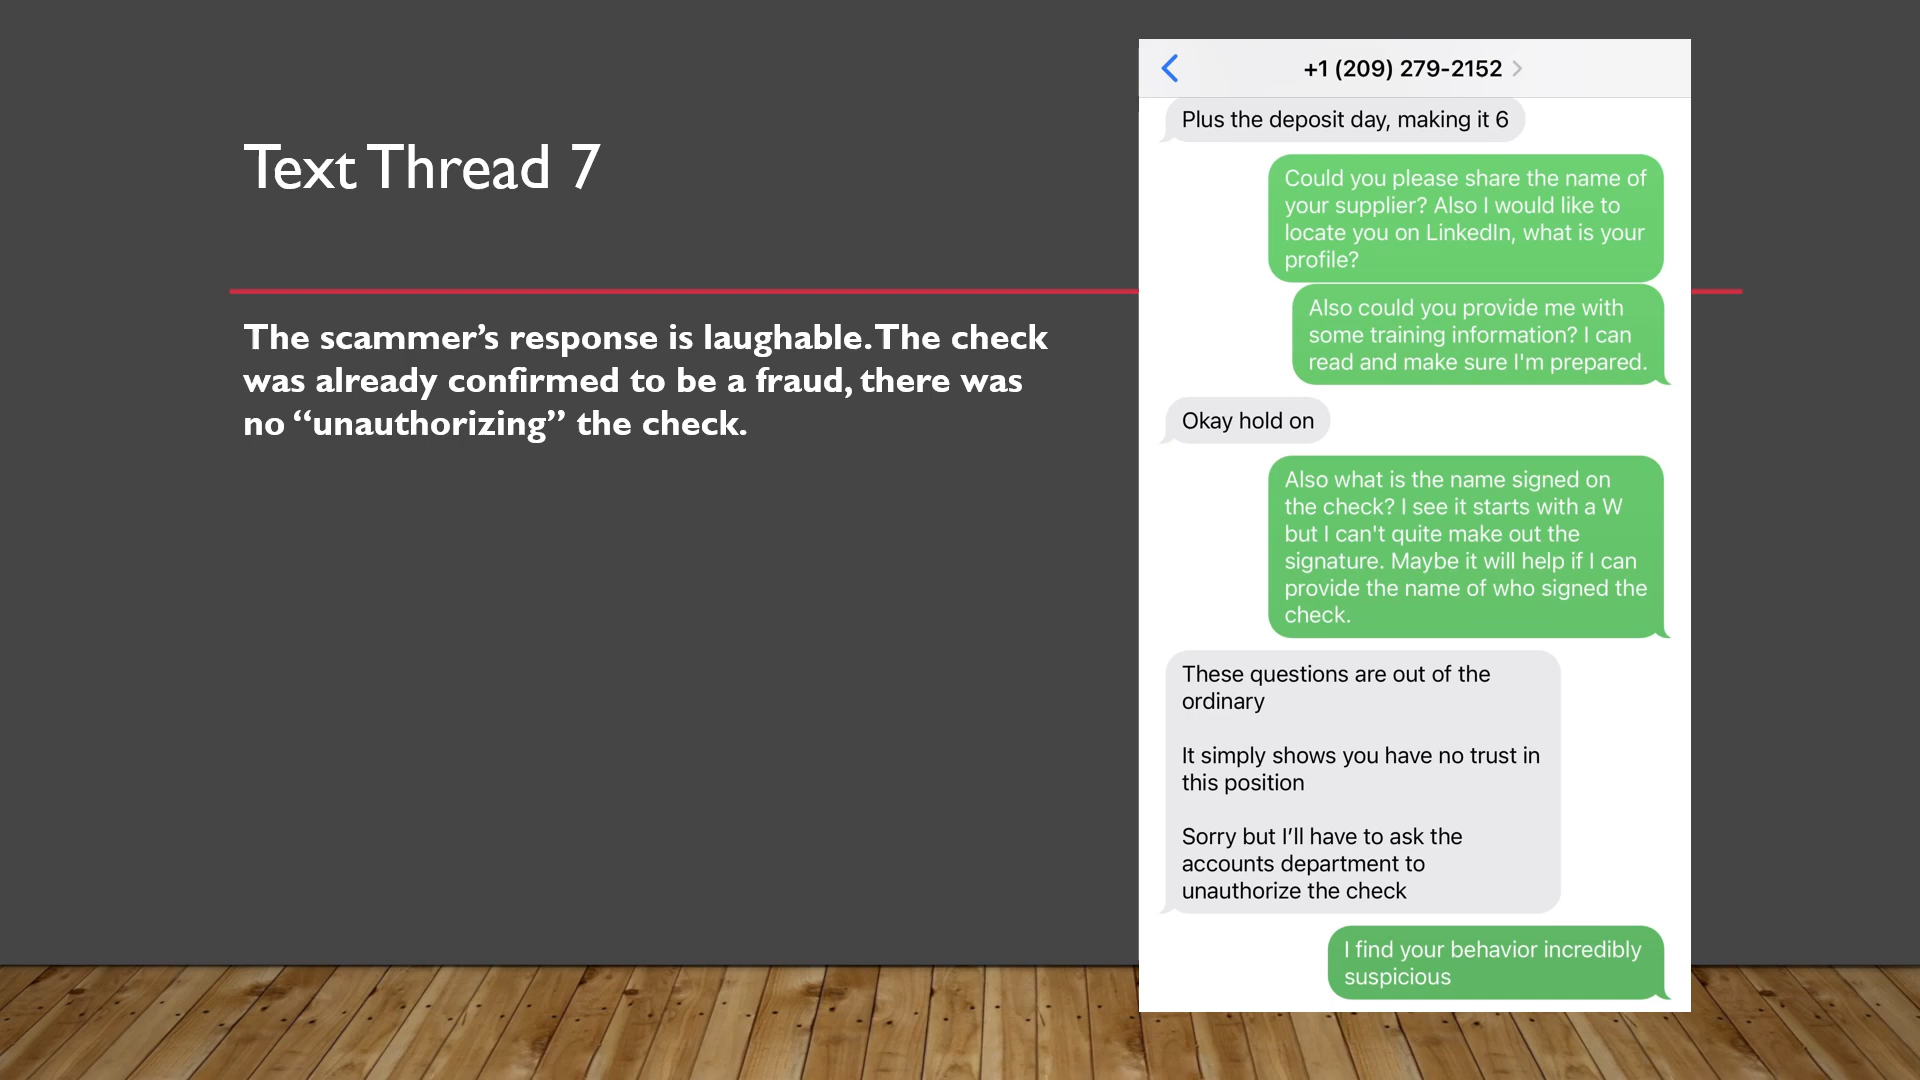 Text Thread 7
The scammer’s response is laughable. The check
was already confirmed to be a fraud, there was
no “unauthorizing” the check.
+1 (209) 279-2152
Plus the deposit day, making it 6
Could you please share the name of
your supplier? Also I would like to
locate you on LinkedIn, what is your
profile?
Also could you provide me with
some training information? I can
read and make sure I'm prepared.
Okay hold on
Also what is the name signed on
the check? I see it starts with a W
but I can't quite make out the
signature. Maybe it will help if I can
provide the name of who signed the
check.
These questions are out of the
ordinary
It simply shows you have no trust in
this position
Sorry but I’ll have to ask the
accounts department to
unauthorize the check
I find your behavior incredibly
suspicious